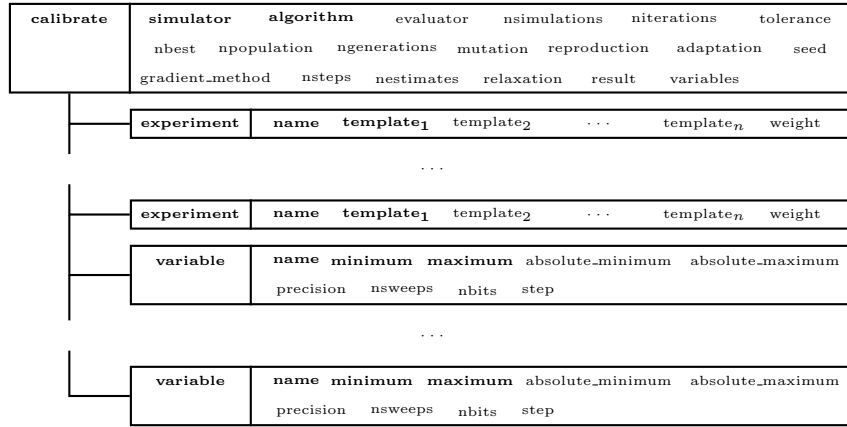 calibrate simulator algorithm evaluator nsimulations niterations tolerance
nbest npopulation ngenerations mutation reproduction adaptation seed
gradient_method nsteps nestimates relaxation result variables
experiment name template₁ template₂ ··· templateₙ weight
···
experiment name template₁ template₂ ··· templateₙ weight
variable name minimum maximum absolute_minimum absolute_maximum
precision nsweeps nbits step
···
variable name minimum maximum absolute_minimum absolute_maximum
precision nsweeps nbits step